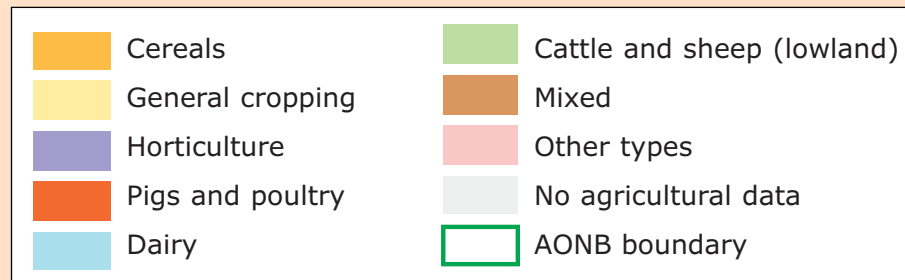 Cereals
General cropping
Horticulture
Pigs and poultry
Dairy
Cattle and sheep (lowland)
Mixed
Other types
No agricultural data
AONB boundary